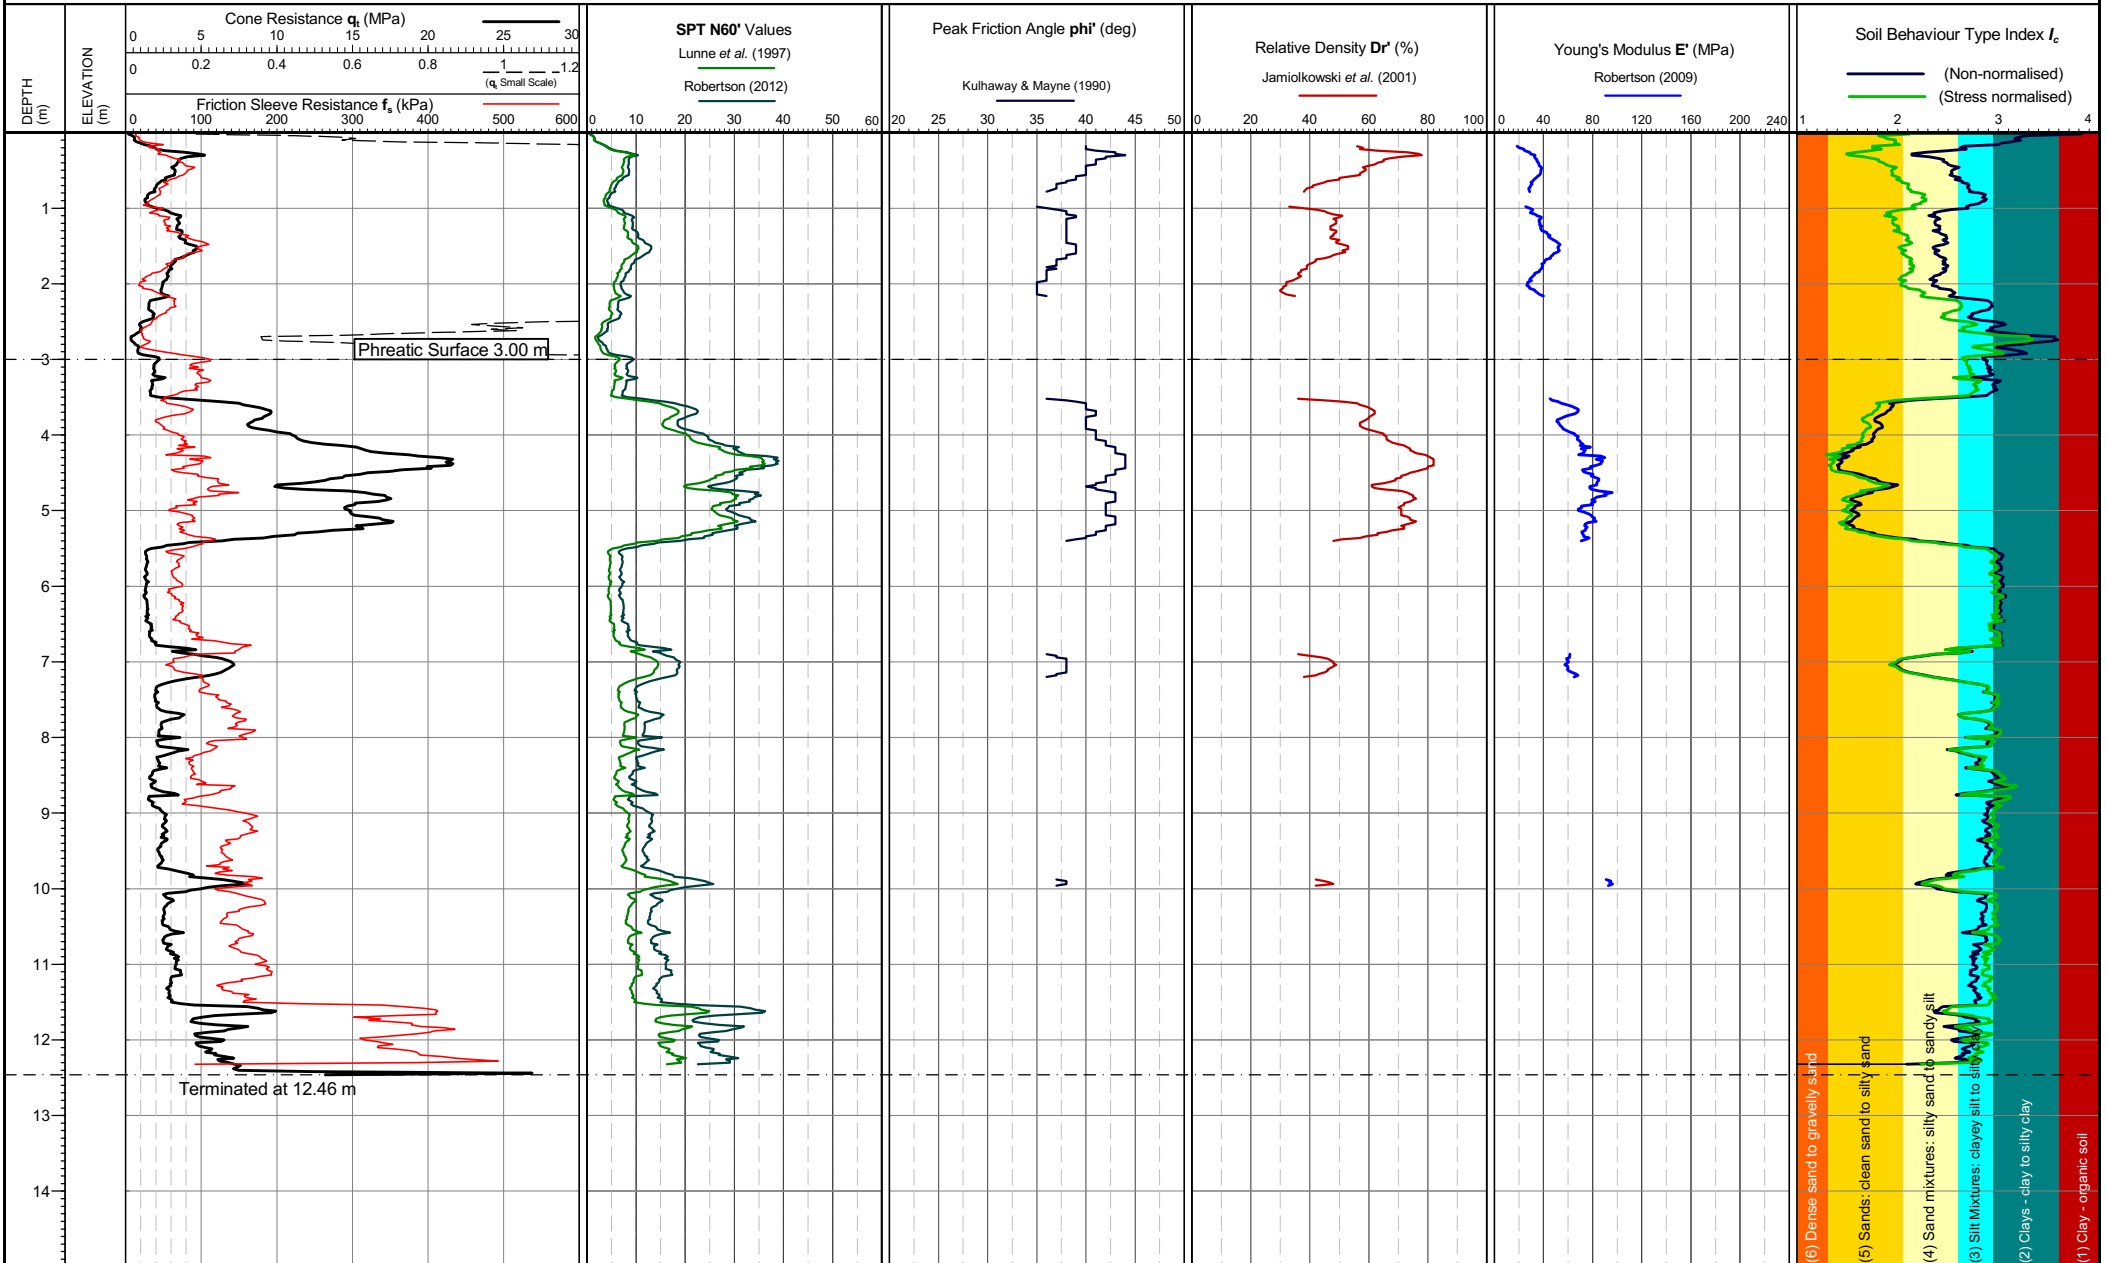 DEPTH
(m)
ELEVATION
(m)
Cone Resistance qt (MPa)
0 5 10 15 20 25 30
0 0.2 0.4 0.6 0.8 1 1.2
(qt Small Scale)
Friction Sleeve Resistance fs (kPa)
0 100 200 300 400 500 600
SPT N60' Values
Lunne et al. (1997)
Robertson (2012)
0 10 20 30 40 50 60
Peak Friction Angle phi' (deg)
Kulhaway & Mayne (1990)
20 25 30 35 40 45 50
Relative Density Dr' (%)
Jamiolkowski et al. (2001)
0 20 40 60 80 100
Young's Modulus E' (MPa)
Robertson (2009)
0 40 80 120 160 200 240
Soil Behaviour Type Index Ic
(Non-normalised)
(Stress normalised)
1 2 3 4
1
2
Phreatic Surface 3.00 m
3
4
5
6
7
8
9
10
11
12
Terminated at 12.46 m
13
14
(6) Dense sand to gravelly sand
(5) Sands: clean sand to silty sand
(4) Sand mixtures: silty sand to sandy silt
(3) Silt Mixtures: clayey silt to silty clay
(2) Clays - clay to silty clay
(1) Clay - organic soil